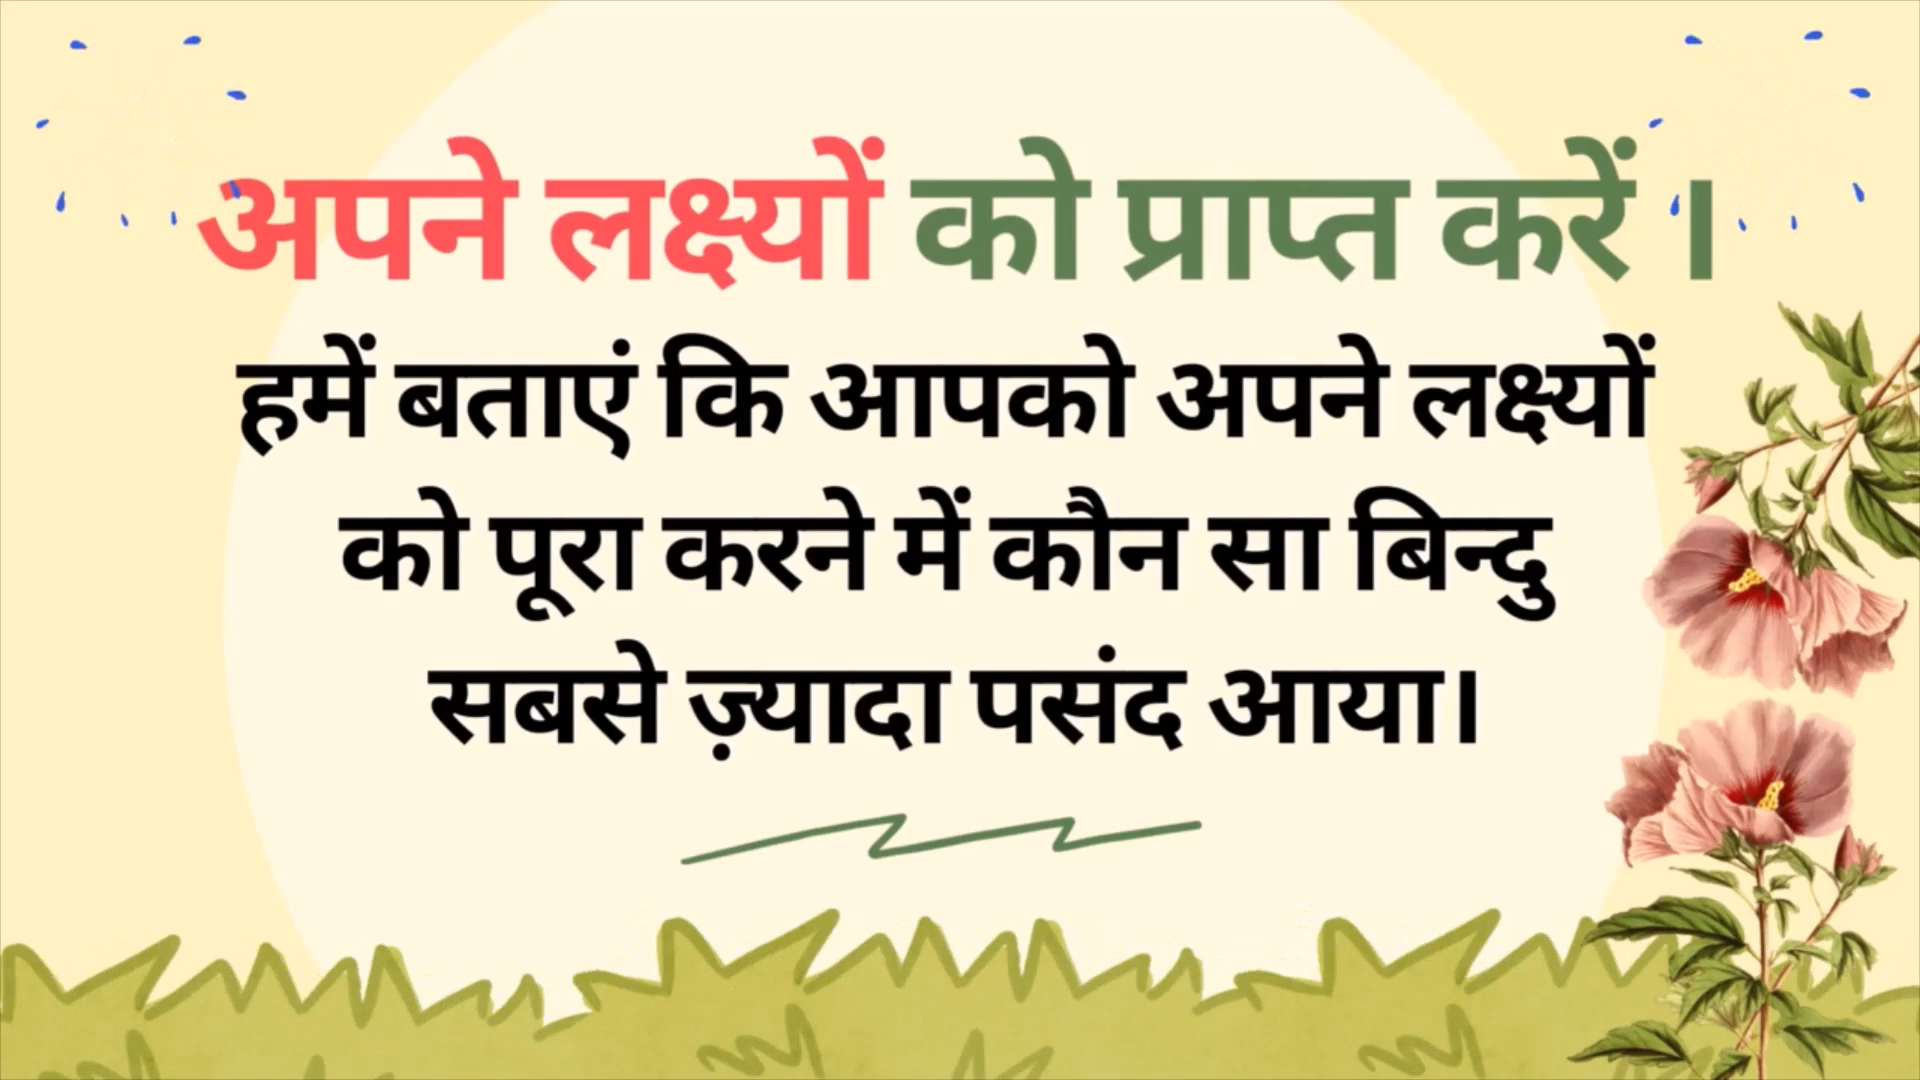 अपने लक्ष्यों को प्राप्त करें ।
हमें बताएं कि आपको अपने लक्ष्यों
को पूरा करने में कौन सा बिन्दु
सबसे ज़्यादा पसंद आया।